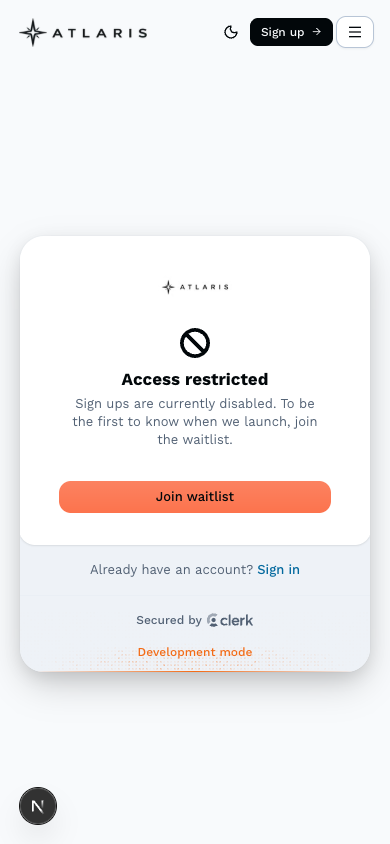 ATLARIS
Sign up →
ATLARIS
Access restricted
Sign ups are currently disabled. To be
the first to know when we launch, join
the waitlist.
Join waitlist
Already have an account? Sign in
Secured by clerk
Development mode
N